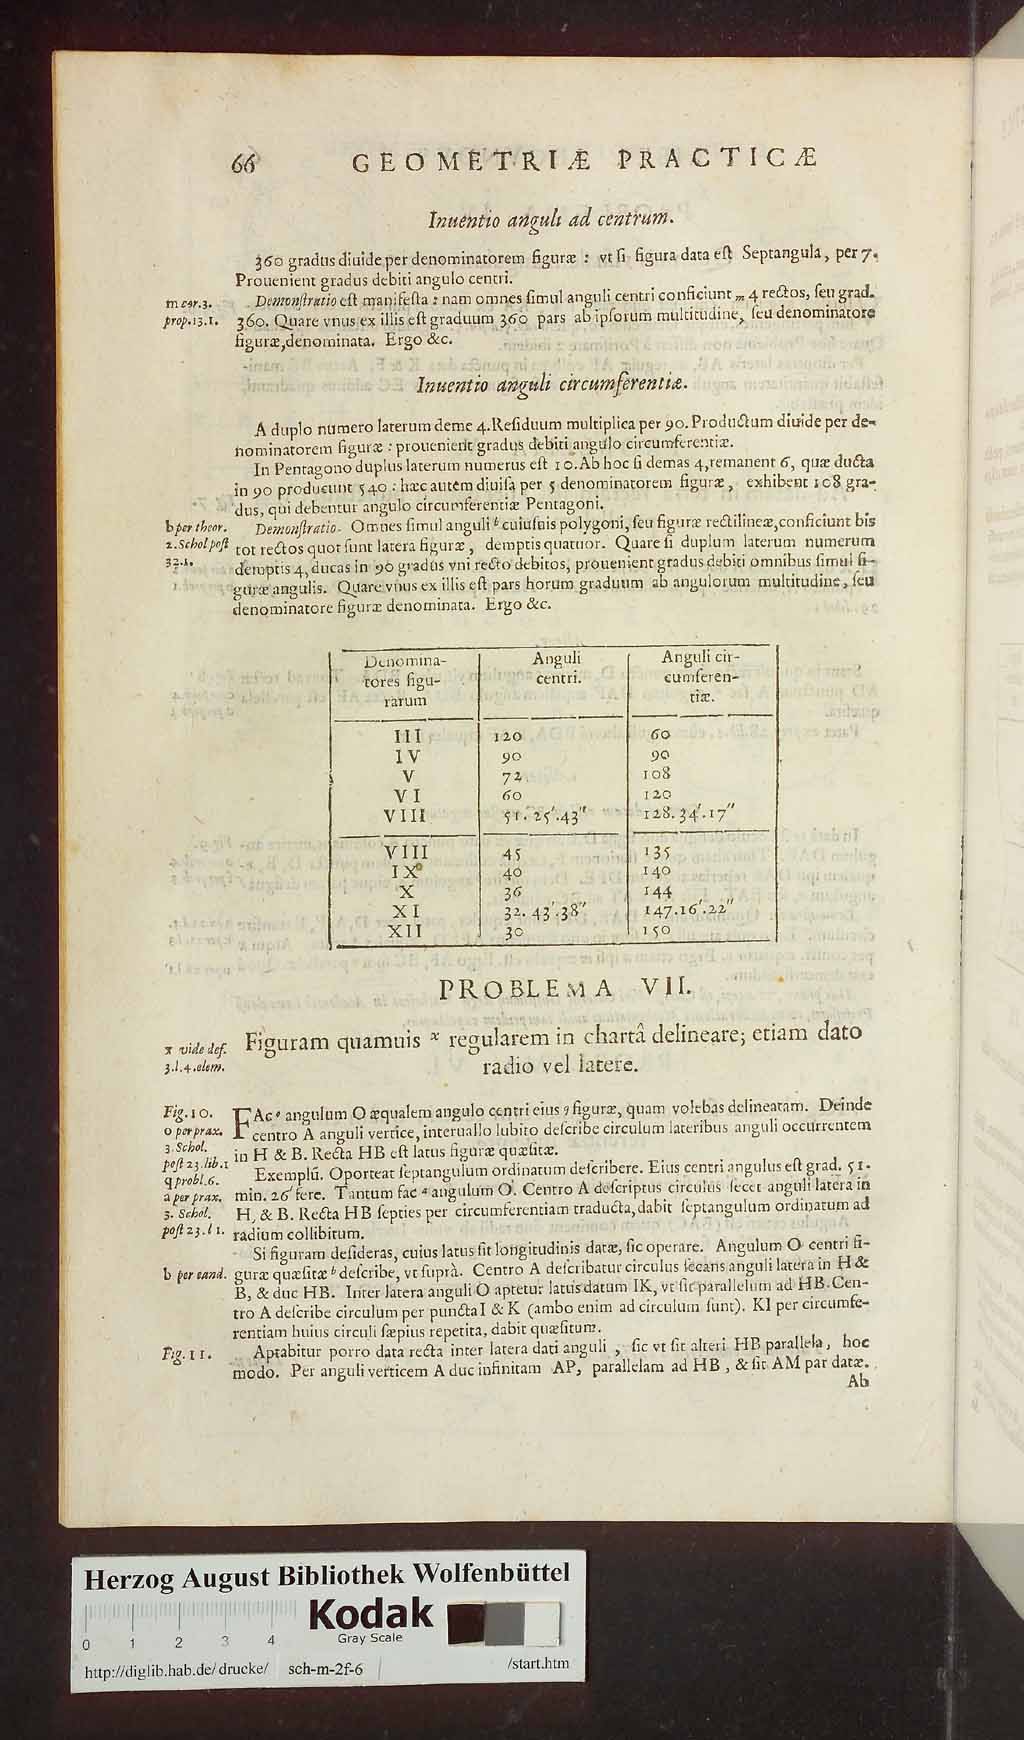 66 GEOMETRIÆ PRACTICÆ
Inuentio anguli ad centrum.
360 gradus diuide per denominatorem figuræ : vt ſi figura data eſt Septangula, per 7.
Prouenient gradus debiti angulo centri.
m cor.3. Demonſtratio eſt manifeſta : nam omnes ſimul anguli centri conficiunt m 4 rectos, ſeu grad.
prop.13.1. 360. Quare vnus ex illis eſt graduum 360 pars ab ipſorum multitudine, ſeu denominatore
figuræ, denominata. Ergo &c.
Inuentio anguli circumferentiæ.
A duplo numero laterum deme 4. Reſiduum multiplica per 90. Productum diuide per de-
nominatorem figuræ : prouenient gradus debiti angulo circumferentiæ.
In Pentagono duplus laterum numerus eſt 10. Ab hoc ſi demas 4, remanent 6, quæ ducta
in 90 producunt 540 : hæc autem diuiſa per 5 denominatorem figuræ, exhibent 108 gra-
dus, qui debentur angulo circumferentiæ Pentagoni.
b per theor. Demonſtratio. Omnes ſimul anguli b cuiuſuis polygoni, ſeu figuræ rectilineæ, conficiunt bis
2. Schol poſt tot rectos quot ſunt latera figuræ, demptis quatuor. Quare ſi duplum laterum numerum
32.1. demptis 4, ducas in 90 gradus vni recto debitos, prouenient gradus debiti omnibus ſimul fi-
guræ angulis. Quare vnus ex illis eſt pars horum graduum ab angulorum multitudine, ſeu
denominatore figuræ denominata. Ergo &c.
Denomina- Anguli Anguli cir-
tores figu- centri. cumferen-
rarum tiæ.
III 120 60
IV 90 90
V 72 108
VI 60 120
VIII 51. 25'.43" 128.34'.17"
VIII 45 135
IX 40 140
X 36 144
XI 32. 43'.38" 147.16'.22"
XII 30 150
PROBLEMA VII.
x vide def. Figuram quamuis x regularem in chartâ delineare; etiam dato
3.l.4.elem. radio vel latere.
Fig.10. FAc o angulum O æqualem angulo centri eius q figuræ, quam volebas delineatam. Deinde
o per prax. centro A anguli vertice, interuallo lubito deſcribe circulum lateribus anguli occurrentem
3. Schol. in H & B. Recta HB eſt latus figuræ quæſitæ.
poſt 23.lib.1 Exemplũ. Oporteat ſeptangulum ordinatum deſcribere. Eius centri angulus eſt grad. 51.
q probl.6.
a per prax. min. 26' fere. Tantum fac a angulum O. Centro A deſcriptus circulus ſecet anguli latera in
3. Schol. H, & B. Recta HB ſepties per circumferentiam traducta, dabit ſeptangulum ordinatum ad
poſt 23.l 1. radium collibitum.
Si figuram deſideras, cuius latus ſit longitudinis datæ, ſic operare. Angulum O centri fi-
b per eand. guræ quæſitæ b deſcribe, vt ſuprà. Centro A deſcribatur circulus ſecans anguli latera in H &
B, & duc HB. Inter latera anguli O aptetur latus datum IK, vt ſit parallelum ad HB. Cen-
tro A deſcribe circulum per puncta I & K (ambo enim ad circulum ſunt). KI per circumfe-
rentiam huius circuli ſæpius repetita, dabit quæſitum.
Fig.11. Aptabitur porro data recta inter latera dati anguli, ſic vt ſit alteri HB parallela, hoc
modo. Per anguli verticem A duc infinitam AP, parallelam ad HB, & ſit AM par datæ.
Ab
Herzog August Bibliothek Wolfenbüttel
Kodak
0 1 2 3 4 Gray Scale
http://diglib.hab.de/drucke/ sch-m-2f-6 /start.htm